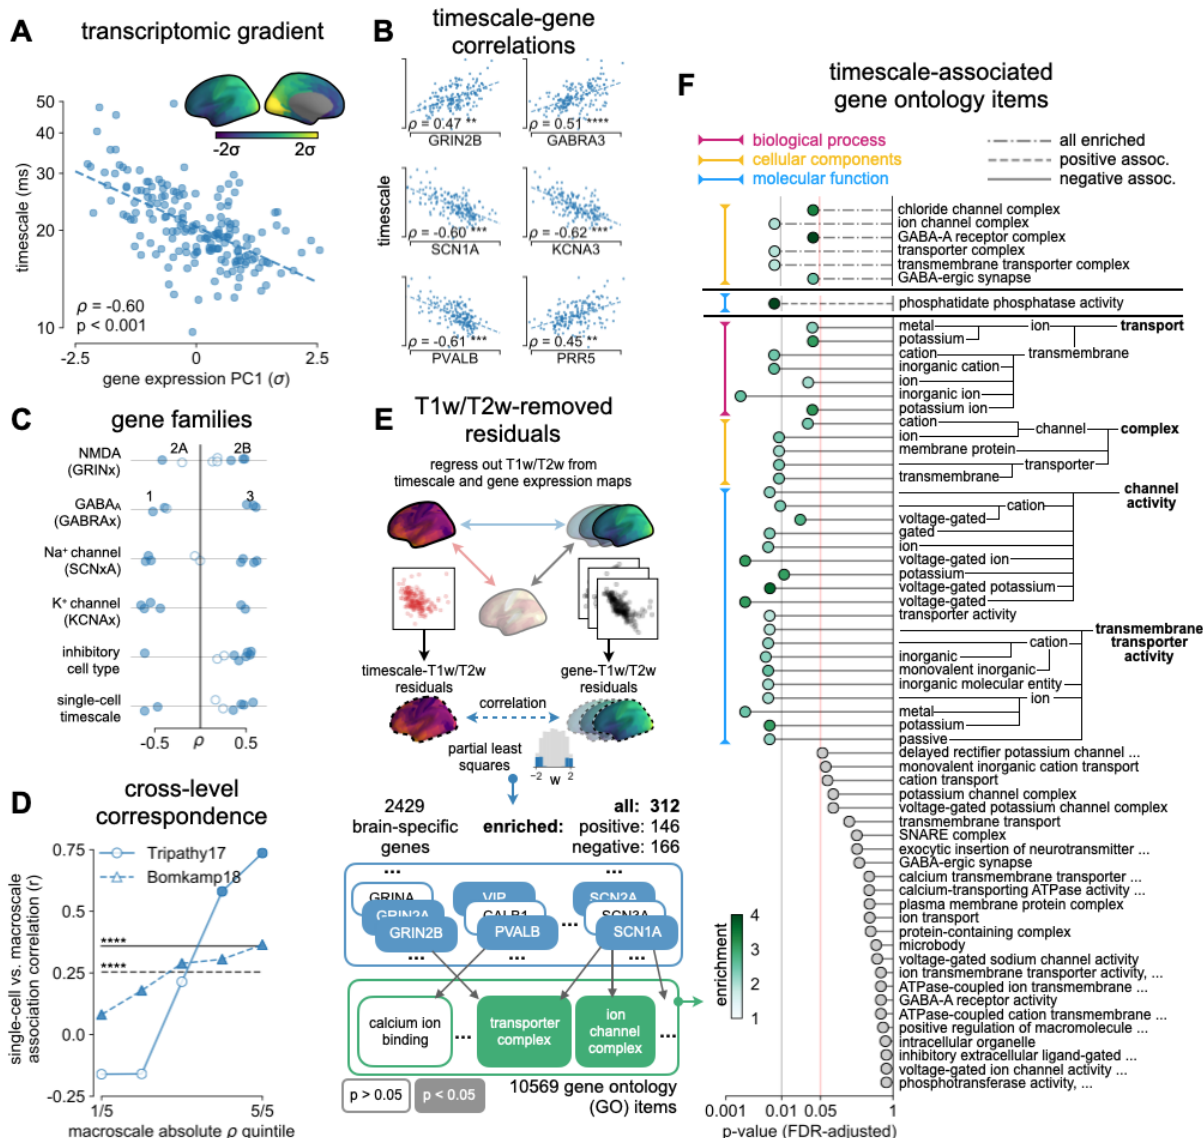 A
transcriptomic gradient
50
40
30
20
10
timescale (ms)
-2σ
2σ
ρ = -0.60
p < 0.001
-2.5
0
2.5
gene expression PC1 (σ)
B
timescale-gene
correlations
timescale
ρ = 0.47 **
GRIN2B
ρ = 0.51 ****
GABRA3
ρ = -0.60 ***
SCN1A
ρ = -0.62 ***
KCNA3
ρ = -0.61 ***
PVALB
ρ = 0.45 **
PRR5
C
gene families
NMDA
(GRINx)
2A
2B
GABAA
(GABRAx)
1
3
Na+ channel
(SCNxA)
K+ channel
(KCNAx)
inhibitory
cell type
single-cell
timescale
-0.5
ρ
0.5
D
cross-level
correspondence
0.75
0.5
0.25
0.0
-0.25
single-cell vs. macroscale
association correlation (r)
Tripathy17
Bomkamp18
****
****
1/5
5/5
macroscale absolute ρ quintile
E
T1w/T2w-removed
residuals
regress out T1w/T2w from
timescale and gene expression maps
timescale-T1w/T2w
residuals
gene-T1w/T2w
residuals
correlation
partial least
squares
-2
2
w
2429
brain-specific
genes
all: 312
enriched: positive: 146
negative: 166
...
GRINA
GRIN2A
GRIN2B
...
VIP
CALB1
PVALB
...
SCN2A
SCN3A
SCN1A
...
calcium ion
binding
...
transporter
complex
ion
channel
complex
...
p > 0.05
p < 0.05
10569 gene ontology
(GO) items
enrichment
4
3
2
1
F
timescale-associated
gene ontology items
biological process
cellular components
molecular function
all enriched
positive assoc.
negative assoc.
chloride channel complex
ion channel complex
GABA-A receptor complex
transporter complex
transmembrane transporter complex
GABA-ergic synapse
phosphatidate phosphatase activity
metal
ion
transport
potassium
cation
transmembrane
inorganic cation
ion
inorganic ion
potassium ion
cation
channel
complex
ion
membrane protein
transporter
transmembrane
channel
activity
cation
voltage-gated
gated
ion
voltage-gated ion
potassium
voltage-gated potassium
voltage-gated
transporter activity
transmembrane
transporter
activity
cation
inorganic
monovalent inorganic
inorganic molecular entity
ion
metal
potassium
passive
delayed rectifier potassium channel ...
monovalent inorganic cation transport
cation transport
potassium channel complex
voltage-gated potassium channel complex
transmembrane transport
SNARE complex
exocytic insertion of neurotransmitter ...
GABA-ergic synapse
calcium transmembrane transporter ...
calcium-transporting ATPase activity ...
plasma membrane protein complex
ion transport
protein-containing complex
microbody
voltage-gated sodium channel activity
ion transmembrane transporter activity, ...
ATPase-coupled ion transmembrane ...
GABA-A receptor activity
ATPase-coupled cation transmembrane ...
positive regulation of macromolecule ...
intracellular organelle
inhibitory extracellular ligand-gated ...
voltage-gated ion channel activity ...
phosphotransferase activity, ...
0.001
0.01
0.05
1
p-value (FDR-adjusted)